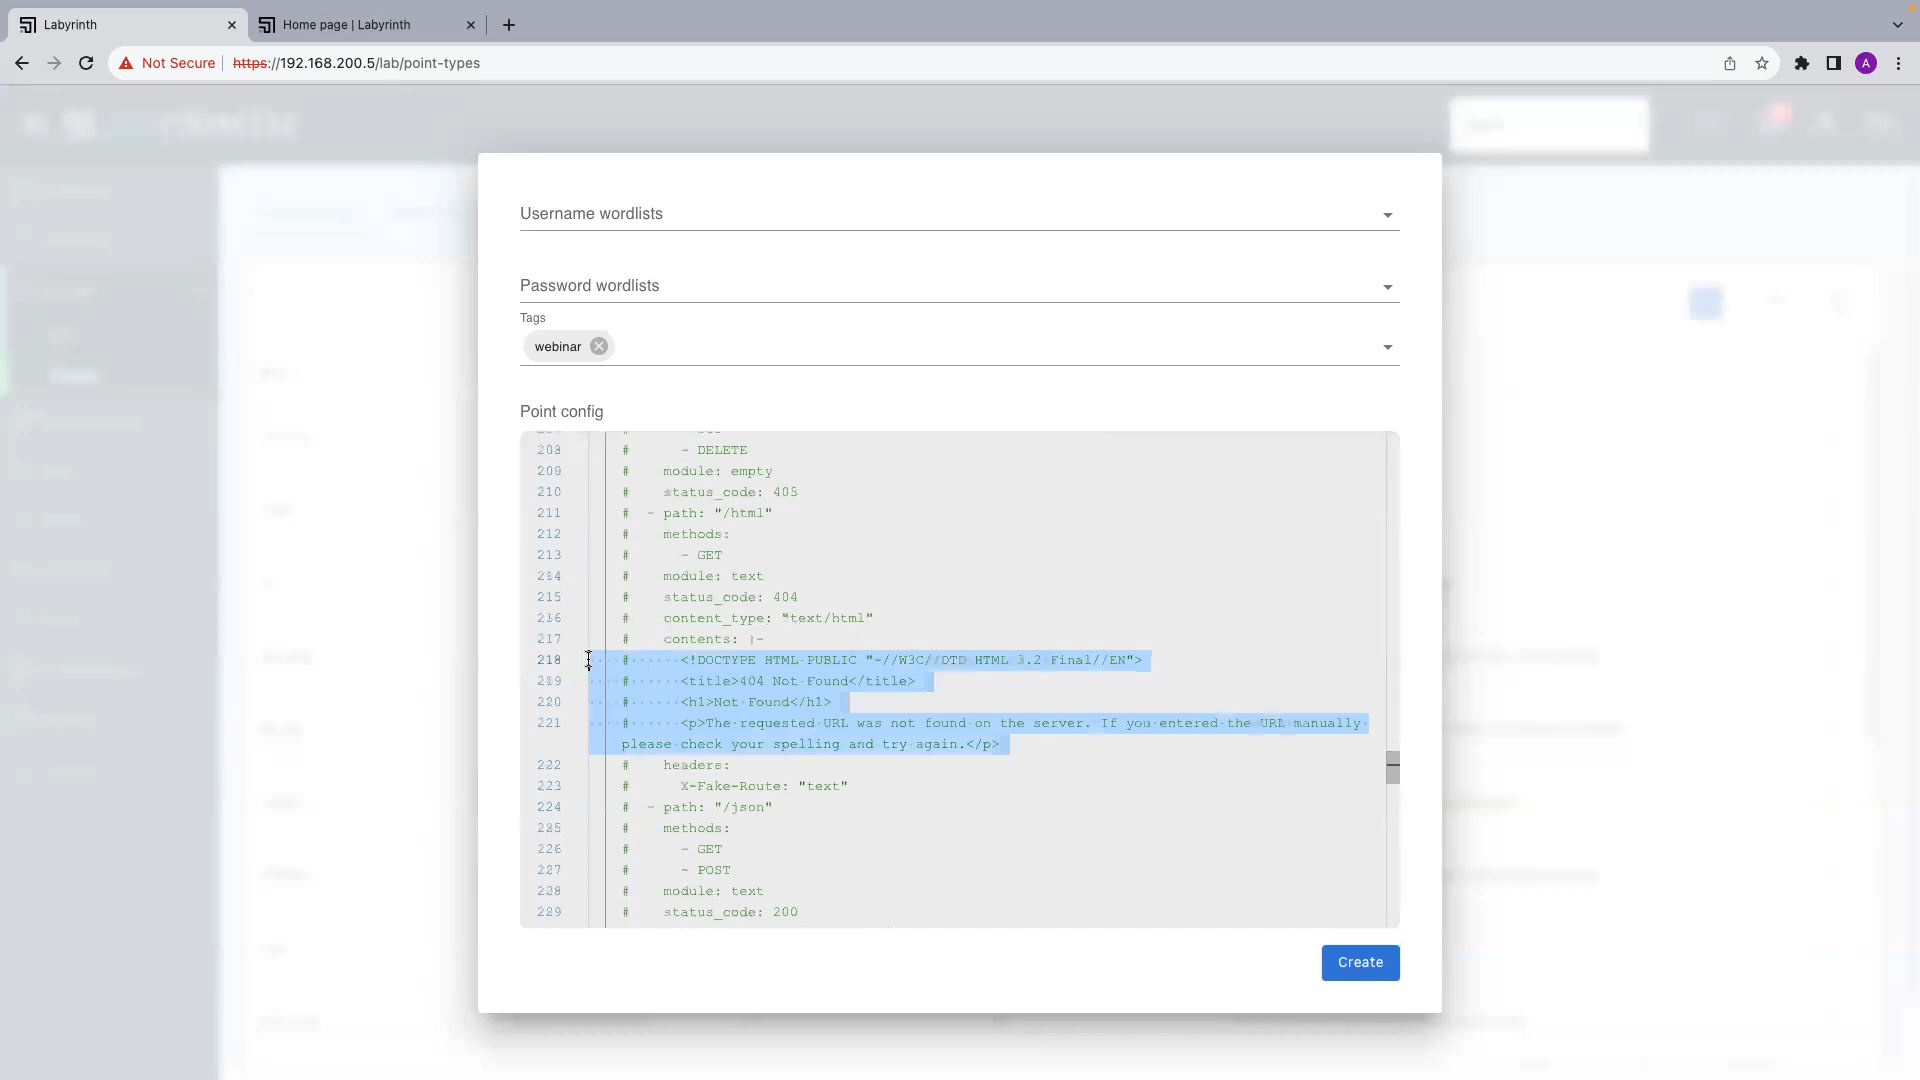 Labyrinth
Home page | Labyrinth
Not Secure
https://192.168.200.5/lab/point-types
A
Username wordlists
Password wordlists
Tags
webinar
Point config
208 # - DELETE
209 # module: empty
210 # status_code: 405
211 # - path: "/html"
212 # methods:
213 # - GET
214 # module: text
215 # status_code: 404
216 # content_type: "text/html"
217 # contents: |-
218 # <!DOCTYPE HTML PUBLIC "-//W3C//DTD HTML 3.2 Final//EN">
219 # <title>404 Not Found</title>
220 # <h1>Not Found</h1>
221 # <p>The requested URL was not found on the server. If you entered the URL manually
please check your spelling and try again.</p>
222 # headers:
223 # X-Fake-Route: "text"
224 # - path: "/json"
225 # methods:
226 # - GET
227 # - POST
228 # module: text
229 # status_code: 200
Create